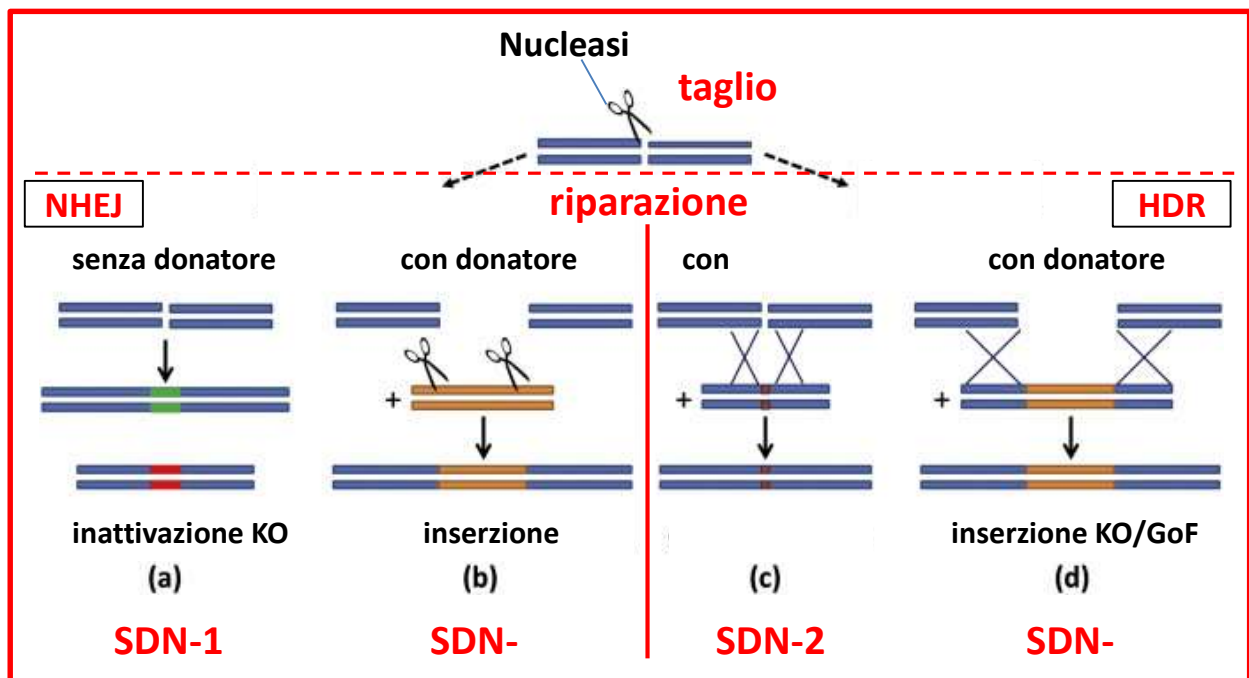 Nucleasi
taglio
NHEJ
riparazione
HDR
senza donatore
con donatore
con
con donatore
+
+
+
inattivazione KO
inserzione
inserzione KO/GoF
(a)
(b)
(c)
(d)
SDN-1
SDN-
SDN-2
SDN-